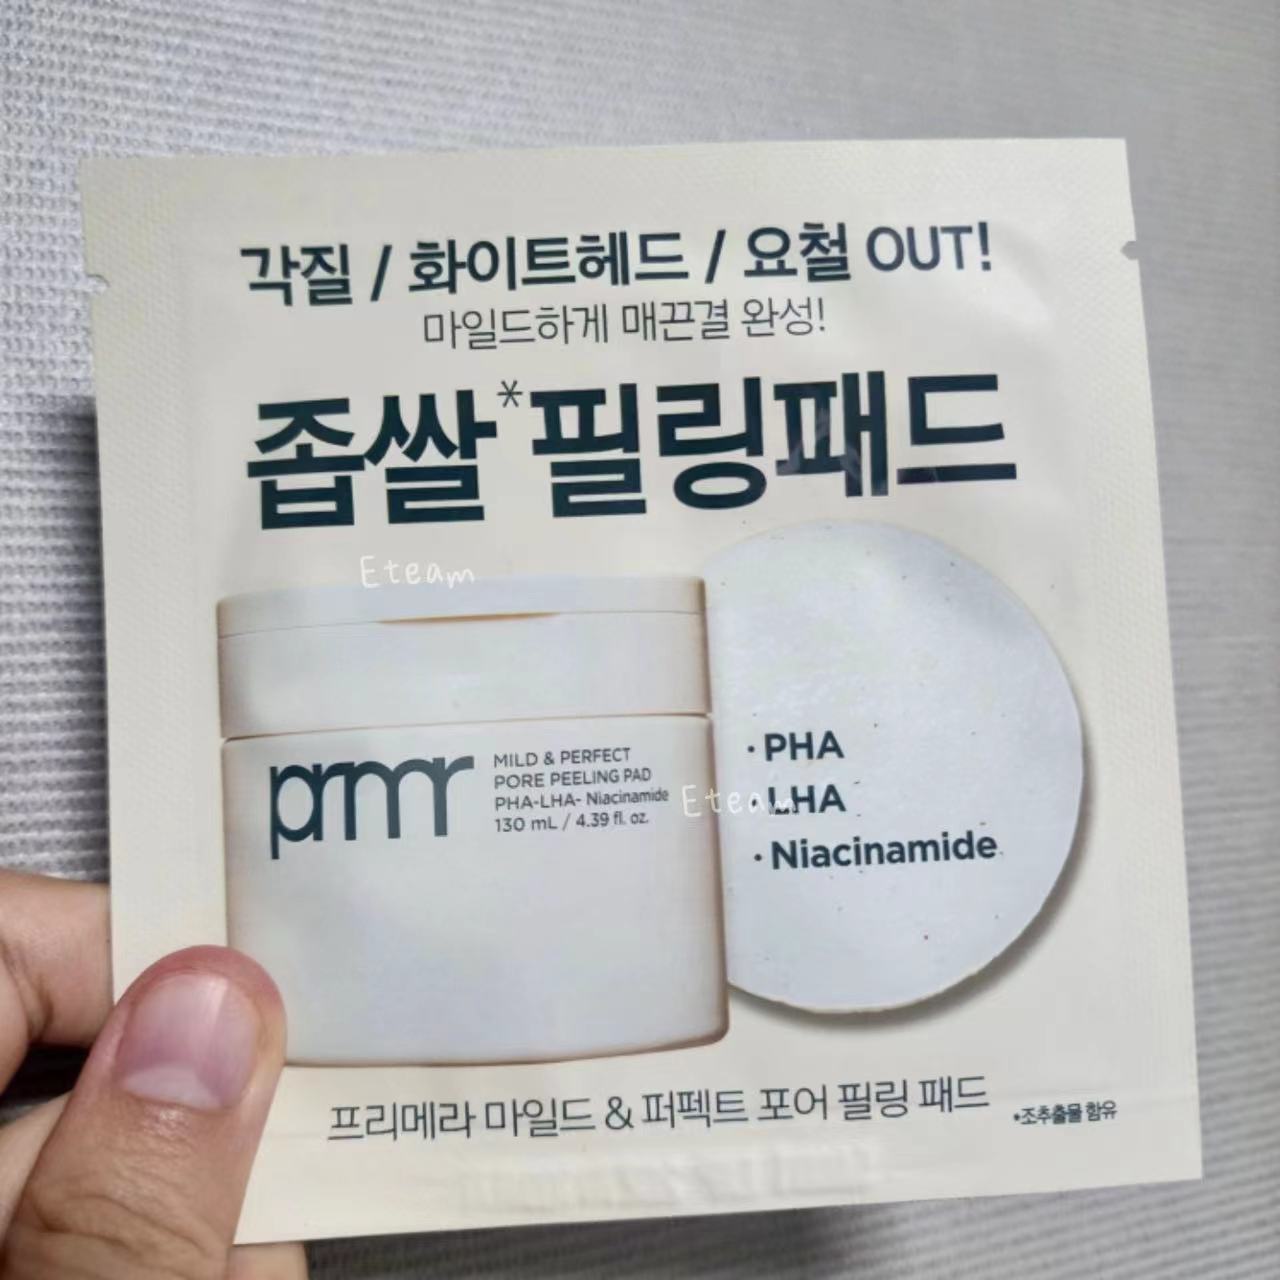 각질 / 화이트헤드 / 요철 OUT!
마일드하게 매끈결 완성!
좁쌀*필링패드
Eteam
prmr
MILD & PERFECT
PORE PEELING PAD
PHA-LHA- Niacinamide
130 mL / 4.39 fl. oz.
Eteam
· PHA
· LHA
· Niacinamide
프리메라 마일드 & 퍼펙트 포어 필링 패드
*조추출물 함유